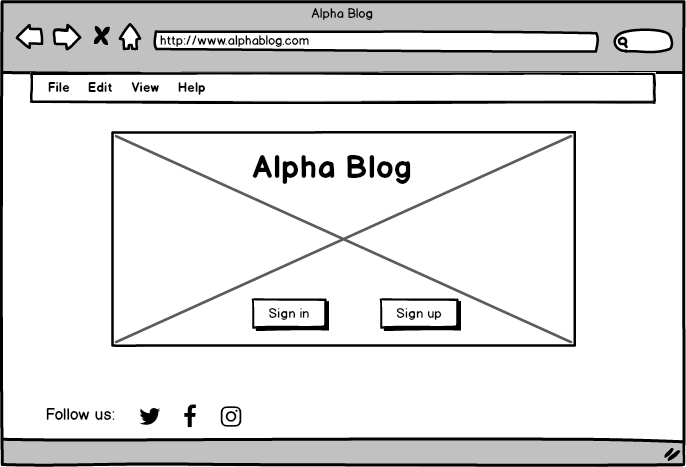 Alpha Blog
http://www.alphablog.com
File Edit View Help
Alpha Blog
Sign in Sign up
Follow us: